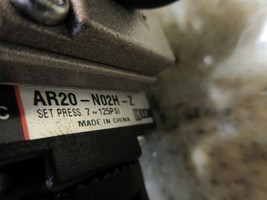 AR20-N02H-Z
SET PRESS. 7~125PSI
MADE IN CHINA